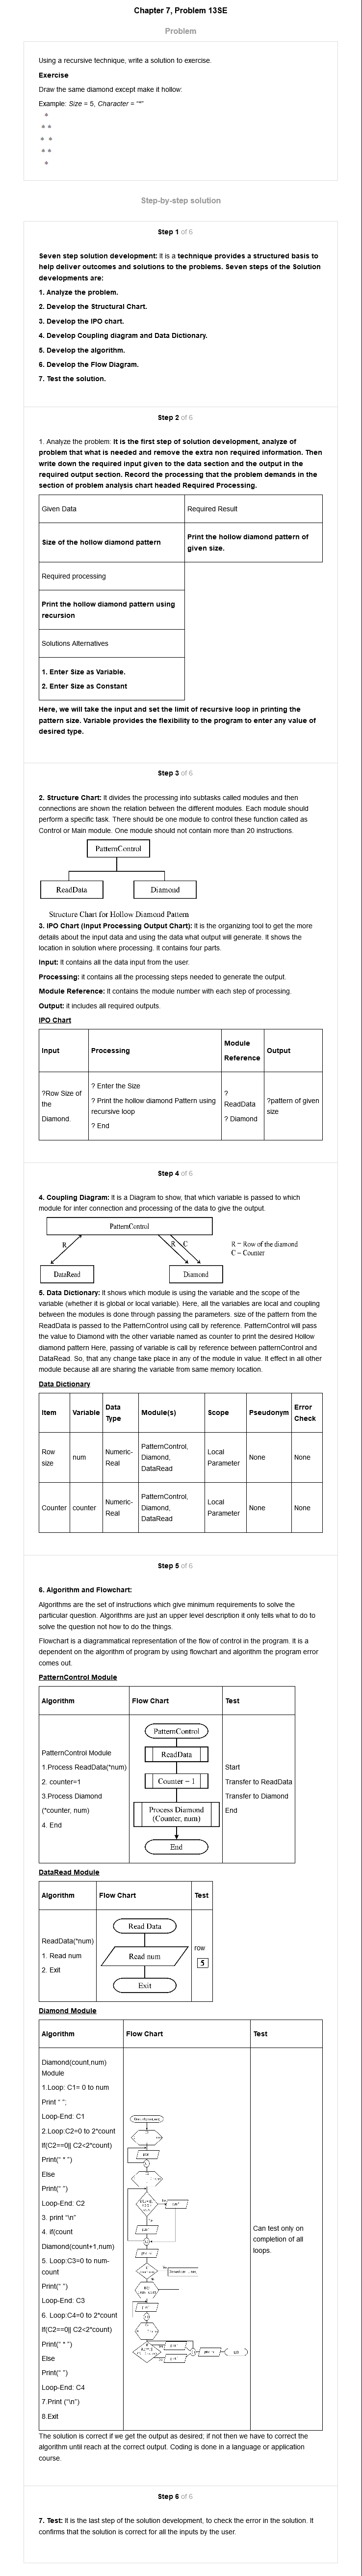 Chapter 7, Problem 13SE
Problem
Using a recursive technique, write a solution to exercise.
Exercise
Draw the same diamond except make it hollow:
Example: Size = 5, Character = "*"
*
* *
* *
* *
*
Step-by-step solution
Step 1 of 6
Seven step solution development: It is a technique provides a structured basis to
help deliver outcomes and solutions to the problems. Seven steps of the Solution
developments are:
1. Analyze the problem.
2. Develop the Structural Chart.
3. Develop the IPO chart.
4. Develop Coupling diagram and Data Dictionary.
5. Develop the algorithm.
6. Develop the Flow Diagram.
7. Test the solution.
Step 2 of 6
1. Analyze the problem: It is the first step of solution development, analyze of
problem that what is needed and remove the extra non required information. Then
write down the required input given to the data section and the output in the
required output section. Record the processing that the problem demands in the
section of problem analysis chart headed Required Processing.
Given Data
Required Result
Size of the hollow diamond pattern
Print the hollow diamond pattern of
given size.
Required processing
Print the hollow diamond pattern using
recursion
Solutions Alternatives
1. Enter Size as Variable.
2. Enter Size as Constant
Here, we will take the input and set the limit of recursive loop in printing the
pattern size. Variable provides the flexibility to the program to enter any value of
desired type.
Step 3 of 6
2. Structure Chart: It divides the processing into subtasks called modules and then
connections are shown the relation between the different modules. Each module should
perform a specific task. There should be one module to control these function called as
Control or Main module. One module should not contain more than 20 instructions.
PatternControl
ReadData
Diamond
Structure Chart for Hollow Diamond Pattern
3. IPO Chart (Input Processing Output Chart): It is the organizing tool to get the more
details about the input data and using the data what output will generate. It shows the
location in solution where processing. It contains four parts.
Input: It contains all the data input from the user.
Processing: it contains all the processing steps needed to generate the output.
Module Reference: it contains the module number with each step of processing.
Output: it includes all required outputs.
IPO Chart
Input
Processing
Module
Reference
Output
?Row Size of
the
Diamond.
? Enter the Size
? Print the hollow diamond Pattern using
recursive loop
? End
?
ReadData
? Diamond
?pattern of given
size
Step 4 of 6
4. Coupling Diagram: It is a Diagram to show, that which variable is passed to which
module for inter connection and processing of the data to give the output.
PatternControl
R
R
C
R – Row of the diamond
C – Counter
DataRead
Diamond
5. Data Dictionary: It shows which module is using the variable and the scope of the
variable (whether it is global or local variable). Here, all the variables are local and coupling
between the modules is done through passing the parameters. size of the pattern from the
ReadData is passed to the PatternControl using call by reference. PatternControl will pass
the value to Diamond with the other variable named as counter to print the desired Hollow
diamond pattern Here, passing of variables is call by reference between patternControl and
DataRead. So, that any change take place in any of the module in value. It effect in all other
module because all are sharing the variable from same memory location.
Data Dictionary
Item
Variable
Data
Type
Module(s)
Scope
Pseudonym
Error
Check
Row
size
num
Numeric-
Real
PatternControl,
Diamond,
DataRead
Local
Parameter
None
None
Counter
counter
Numeric-
Real
PatternControl,
Diamond,
DataRead
Local
Parameter
None
None
Step 5 of 6
6. Algorithm and Flowchart:
Algorithms are the set of instructions which give minimum requirements to solve the
particular question. Algorithms are just an upper level description it only tells what to do to
solve the question not how to do the things.
Flowchart is a diagrammatical representation of the flow of control in the program. It is a
dependent on the algorithm of program by using flowchart and algorithm the program error
comes out.
PatternControl Module
Algorithm
Flow Chart
Test
PatternControl Module
1.Process ReadData(*num)
2. counter=1
3.Process Diamond
(*counter, num)
4. End
PatternControl
ReadData
Counter = 1
Process Diamond
(Counter, num)
End
Start
Transfer to ReadData
Transfer to Diamond
End
DataRead Module
Algorithm
Flow Chart
Test
ReadData(*num)
1. Read num
2. Exit
Read Data
Read num
Exit
row
5
Diamond Module
Algorithm
Flow Chart
Test
Diamond(count,num)
Module
1.Loop: C1= 0 to num
Print " ";
Loop-End: C1
2.Loop:C2=0 to 2*count
If(C2==0|| C2<2*count)
Print(" * ")
Else
Print(" ")
Loop-End: C2
3. print "\n"
4. if(count
Diamond(count+1,num)
5. Loop:C3=0 to num-
count
Print(" ")
Loop-End: C3
6. Loop:C4=0 to 2*count
If(C2==0|| C2<2*count)
Print(" * ")
Else
Print(" ")
Loop-End: C4
7.Print ("\n")
8.Exit
Can test only on
completion of all
loops.
The solution is correct if we get the output as desired; if not then we have to correct the
algorithm until reach at the correct output. Coding is done in a language or application
course.
Step 6 of 6
7. Test: It is the last step of the solution development, to check the error in the solution. It
confirms that the solution is correct for all the inputs by the user.